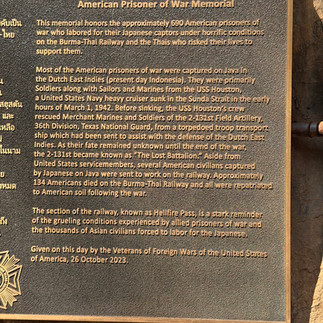 American Prisoner of War Memorial
This memorial honors the approximately 690 American prisoners of
war who labored for their Japanese captors under horrific conditions
on the Burma-Thai Railway and the Thais who risked their lives to
support them.
Most of the American prisoners of war were captured on Java in
the Dutch East Indies (present day Indonesia). They were primarily
Soldiers along with Sailors and Marines from the USS Houston,
a United States Navy heavy cruiser sunk in the Sunda Strait in the early
hours of March 1, 1942. Before sinking, the USS Houston's crew
rescued Merchant Marines and Soldiers of the 2-131st Field Artillery,
36th Division, Texas National Guard, from a torpedoed troop transport
ship which had been sent to assist with the defense of the Dutch East
Indies. As their fate remained unknown until the end of the war,
the 2-131st became known as "The Lost Battalion." Aside from
United States servicemembers, several American civilians captured
by Japanese on Java were sent to work on the railway. Approximately
134 Americans died on the Burma-Thai Railway and all were repatriated
to American soil following the war.
The section of the railway, known as Hellfire Pass, is a stark reminder
of the grueling conditions experienced by allied prisoners of war and
the thousands of Asian civilians forced to labor for the Japanese.
Given on this day by the Veterans of Foreign Wars of the United States
of America, 26 October 2023.